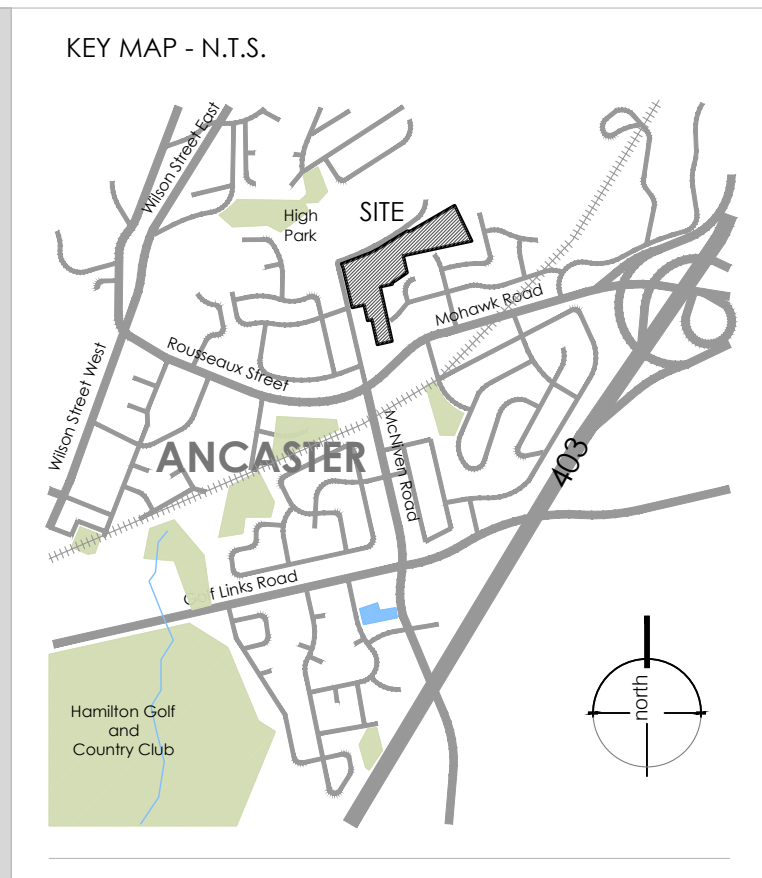 KEY MAP - N.T.S.
Wilson Street East
High
Park
SITE
Mohawk Road
Rousseaux Street
Wilson Street West
McNiven Road
ANCASTER
403
Golf Links Road
north
Hamilton Golf
and
Country Club